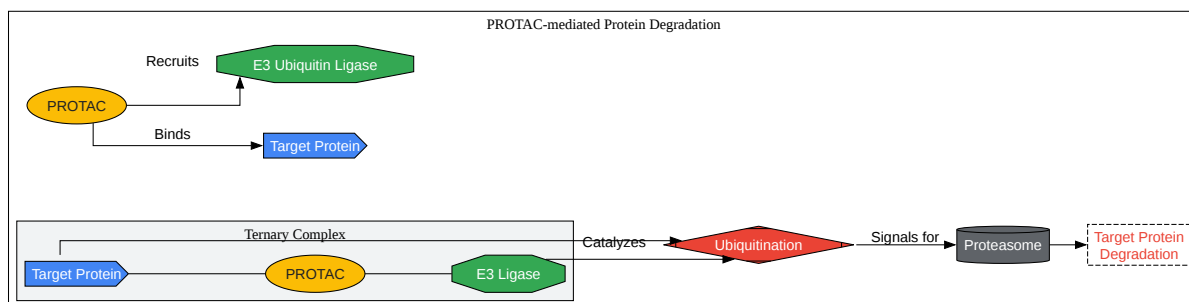 PROTAC-mediated Protein Degradation
Recruits
E3 Ubiquitin Ligase
PROTAC
Binds
Target Protein
Ternary Complex
Catalyzes
Ubiquitination
Signals for
Proteasome
Target Protein
Degradation
Target Protein
PROTAC
E3 Ligase